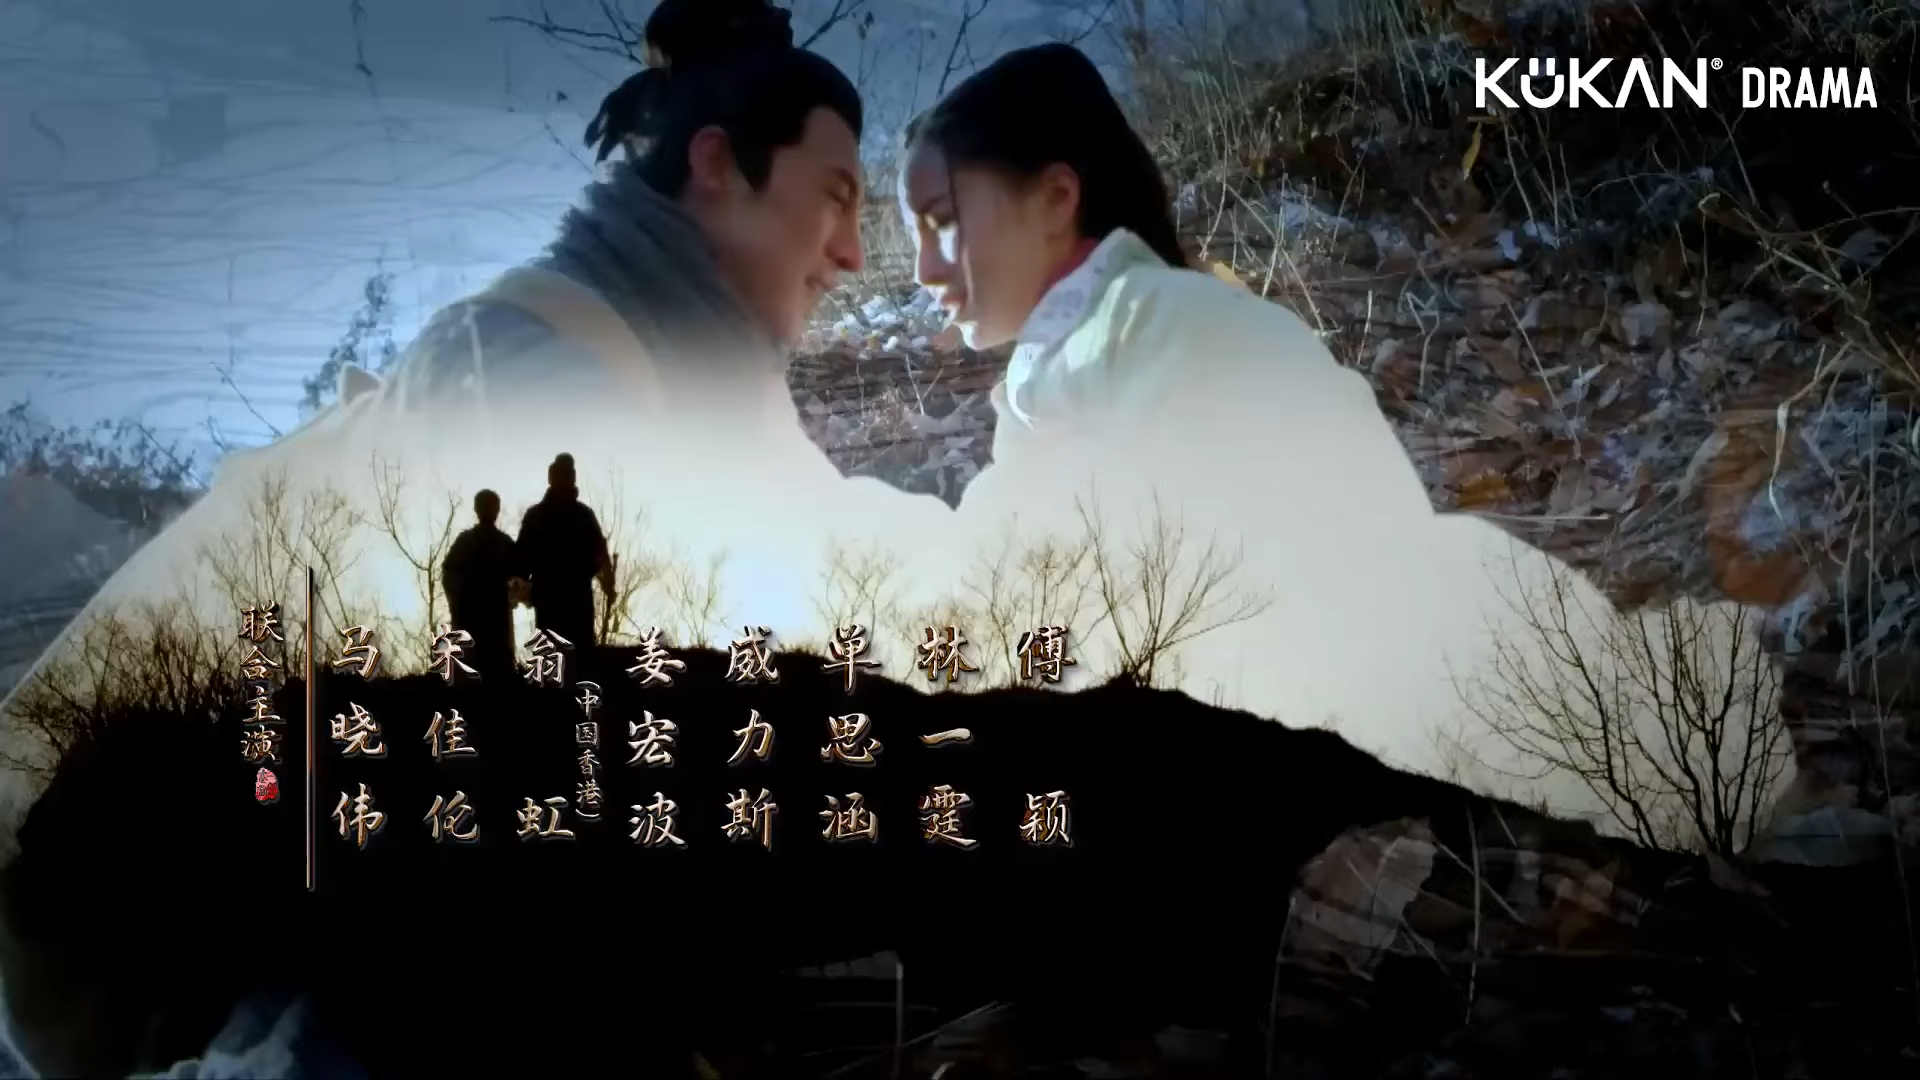 KÜKAN® DRAMA
联合主演
马晓伟
宋佳伦
翁虹
(中国香港)
姜宏波
威力斯
单思涵
林一霆
傅颖